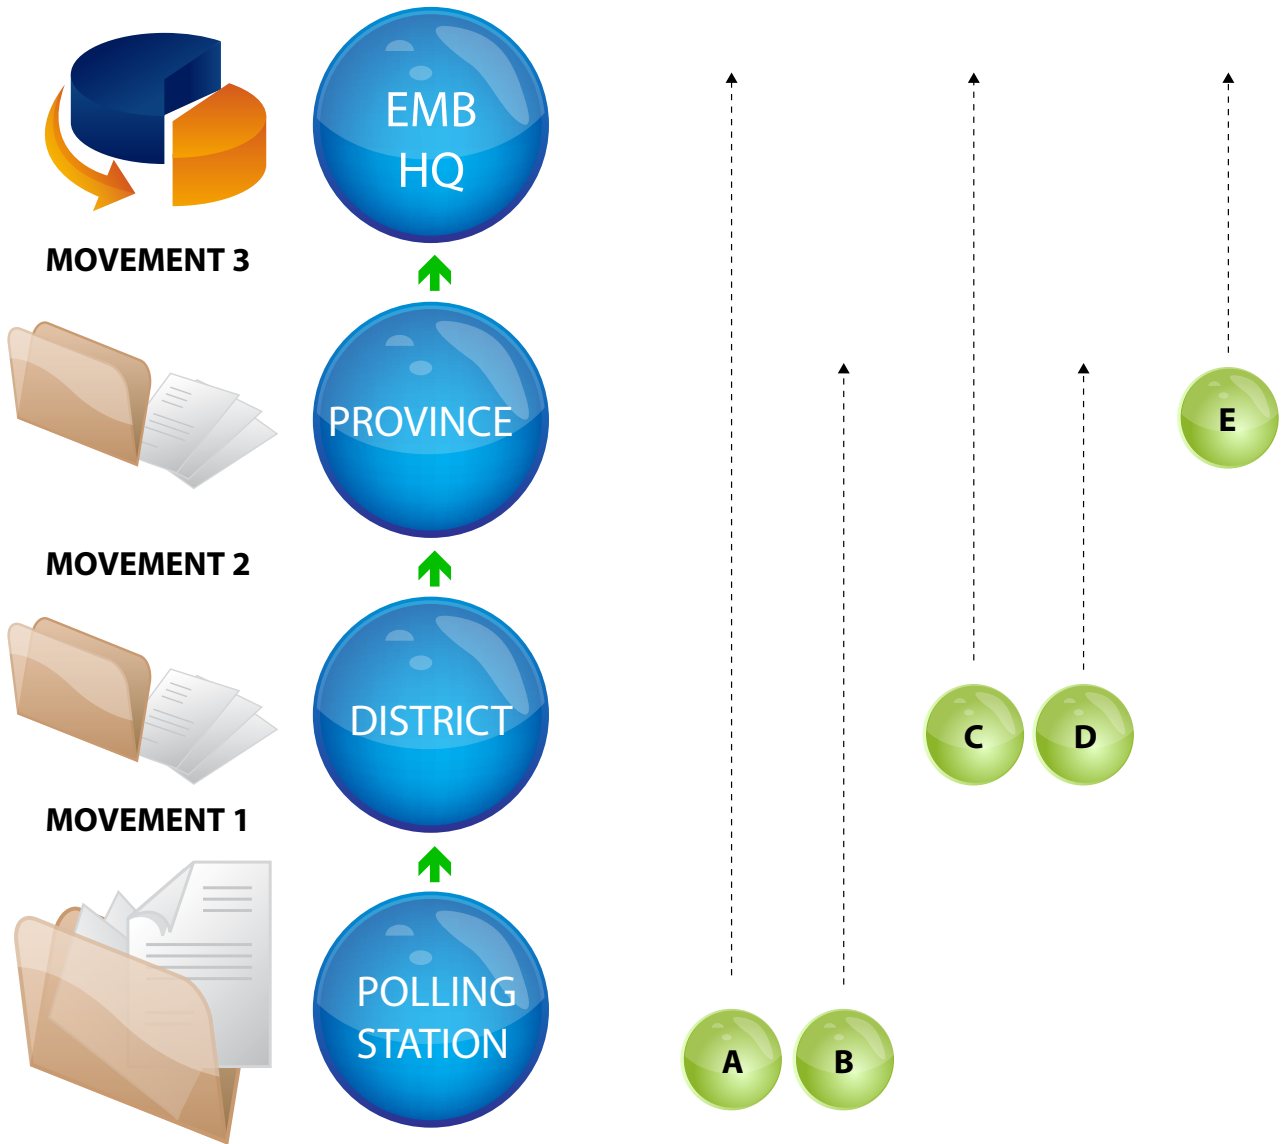 EMB
HQ
MOVEMENT 3
PROVINCE
E
MOVEMENT 2
DISTRICT
C
D
MOVEMENT 1
POLLING
STATION
A
B